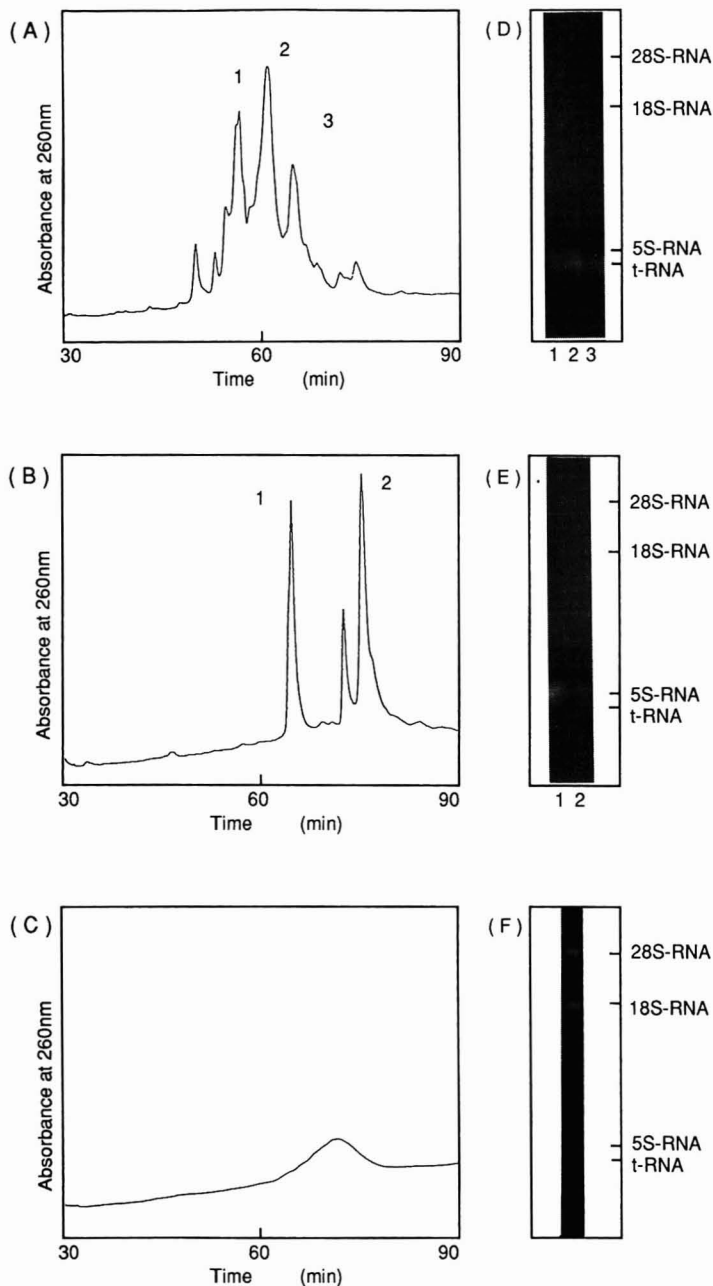 (A)
1
2
3
Absorbance at 260nm
30 60 90
Time (min)
(D)
28S-RNA
18S-RNA
5S-RNA
t-RNA
1 2 3
(B)
1
2
Absorbance at 260nm
30 60 90
Time (min)
(E)
28S-RNA
18S-RNA
5S-RNA
t-RNA
1 2
(C)
Absorbance at 260nm
30 60 90
Time (min)
(F)
28S-RNA
18S-RNA
5S-RNA
t-RNA